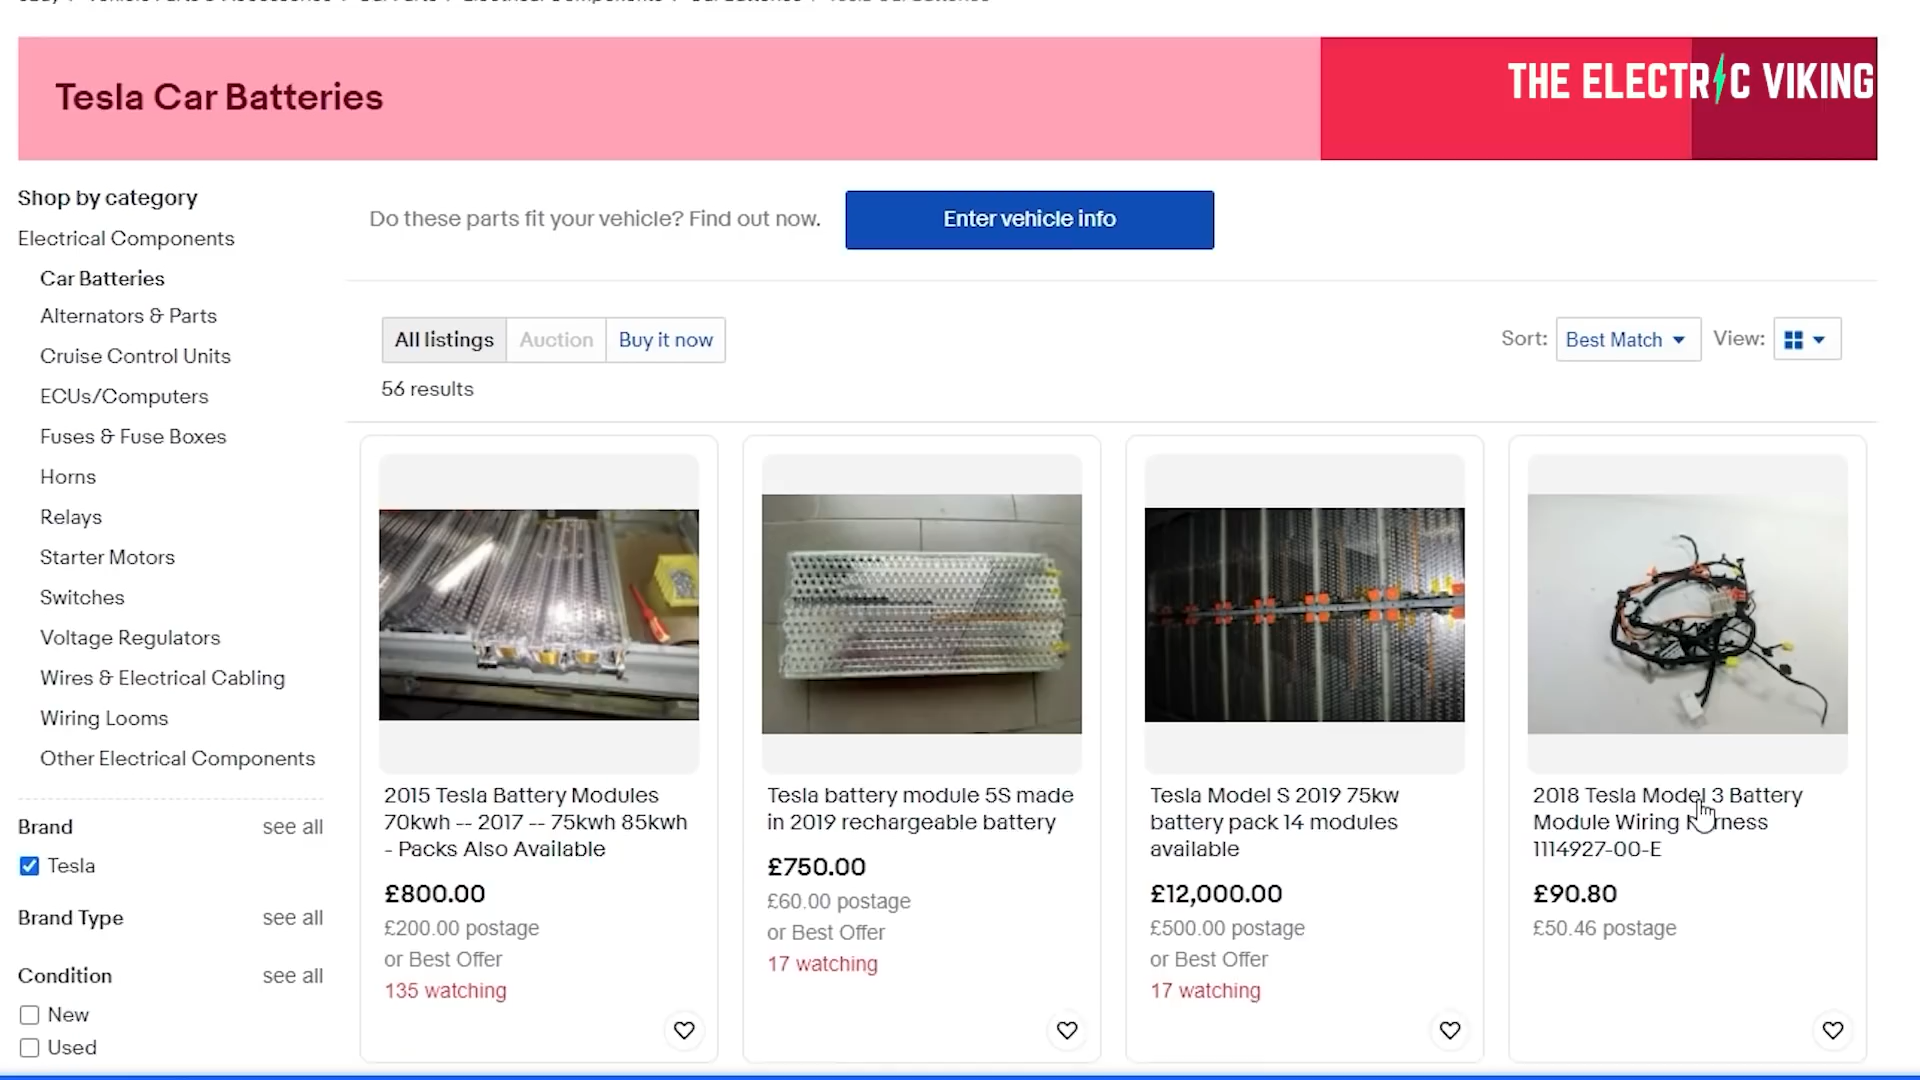 Tesla Car Batteries
THE ELECTRIC VIKING
Shop by category
Electrical Components
Car Batteries
Alternators & Parts
Cruise Control Units
ECUs/Computers
Fuses & Fuse Boxes
Horns
Relays
Starter Motors
Switches
Voltage Regulators
Wires & Electrical Cabling
Wiring Looms
Other Electrical Components
Brand see all
Tesla
Brand Type see all
Condition see all
New
Used
Do these parts fit your vehicle? Find out now.
Enter vehicle info
All listings Auction Buy it now
Sort: Best Match View:
56 results
2015 Tesla Battery Modules
70kwh -- 2017 -- 75kwh 85kwh
- Packs Also Available
£800.00
£200.00 postage
or Best Offer
135 watching
Tesla battery module 5S made
in 2019 rechargeable battery
£750.00
£60.00 postage
or Best Offer
17 watching
Tesla Model S 2019 75kw
battery pack 14 modules
available
£12,000.00
£500.00 postage
or Best Offer
17 watching
2018 Tesla Model 3 Battery
Module Wiring Harness
1114927-00-E
£90.80
£50.46 postage